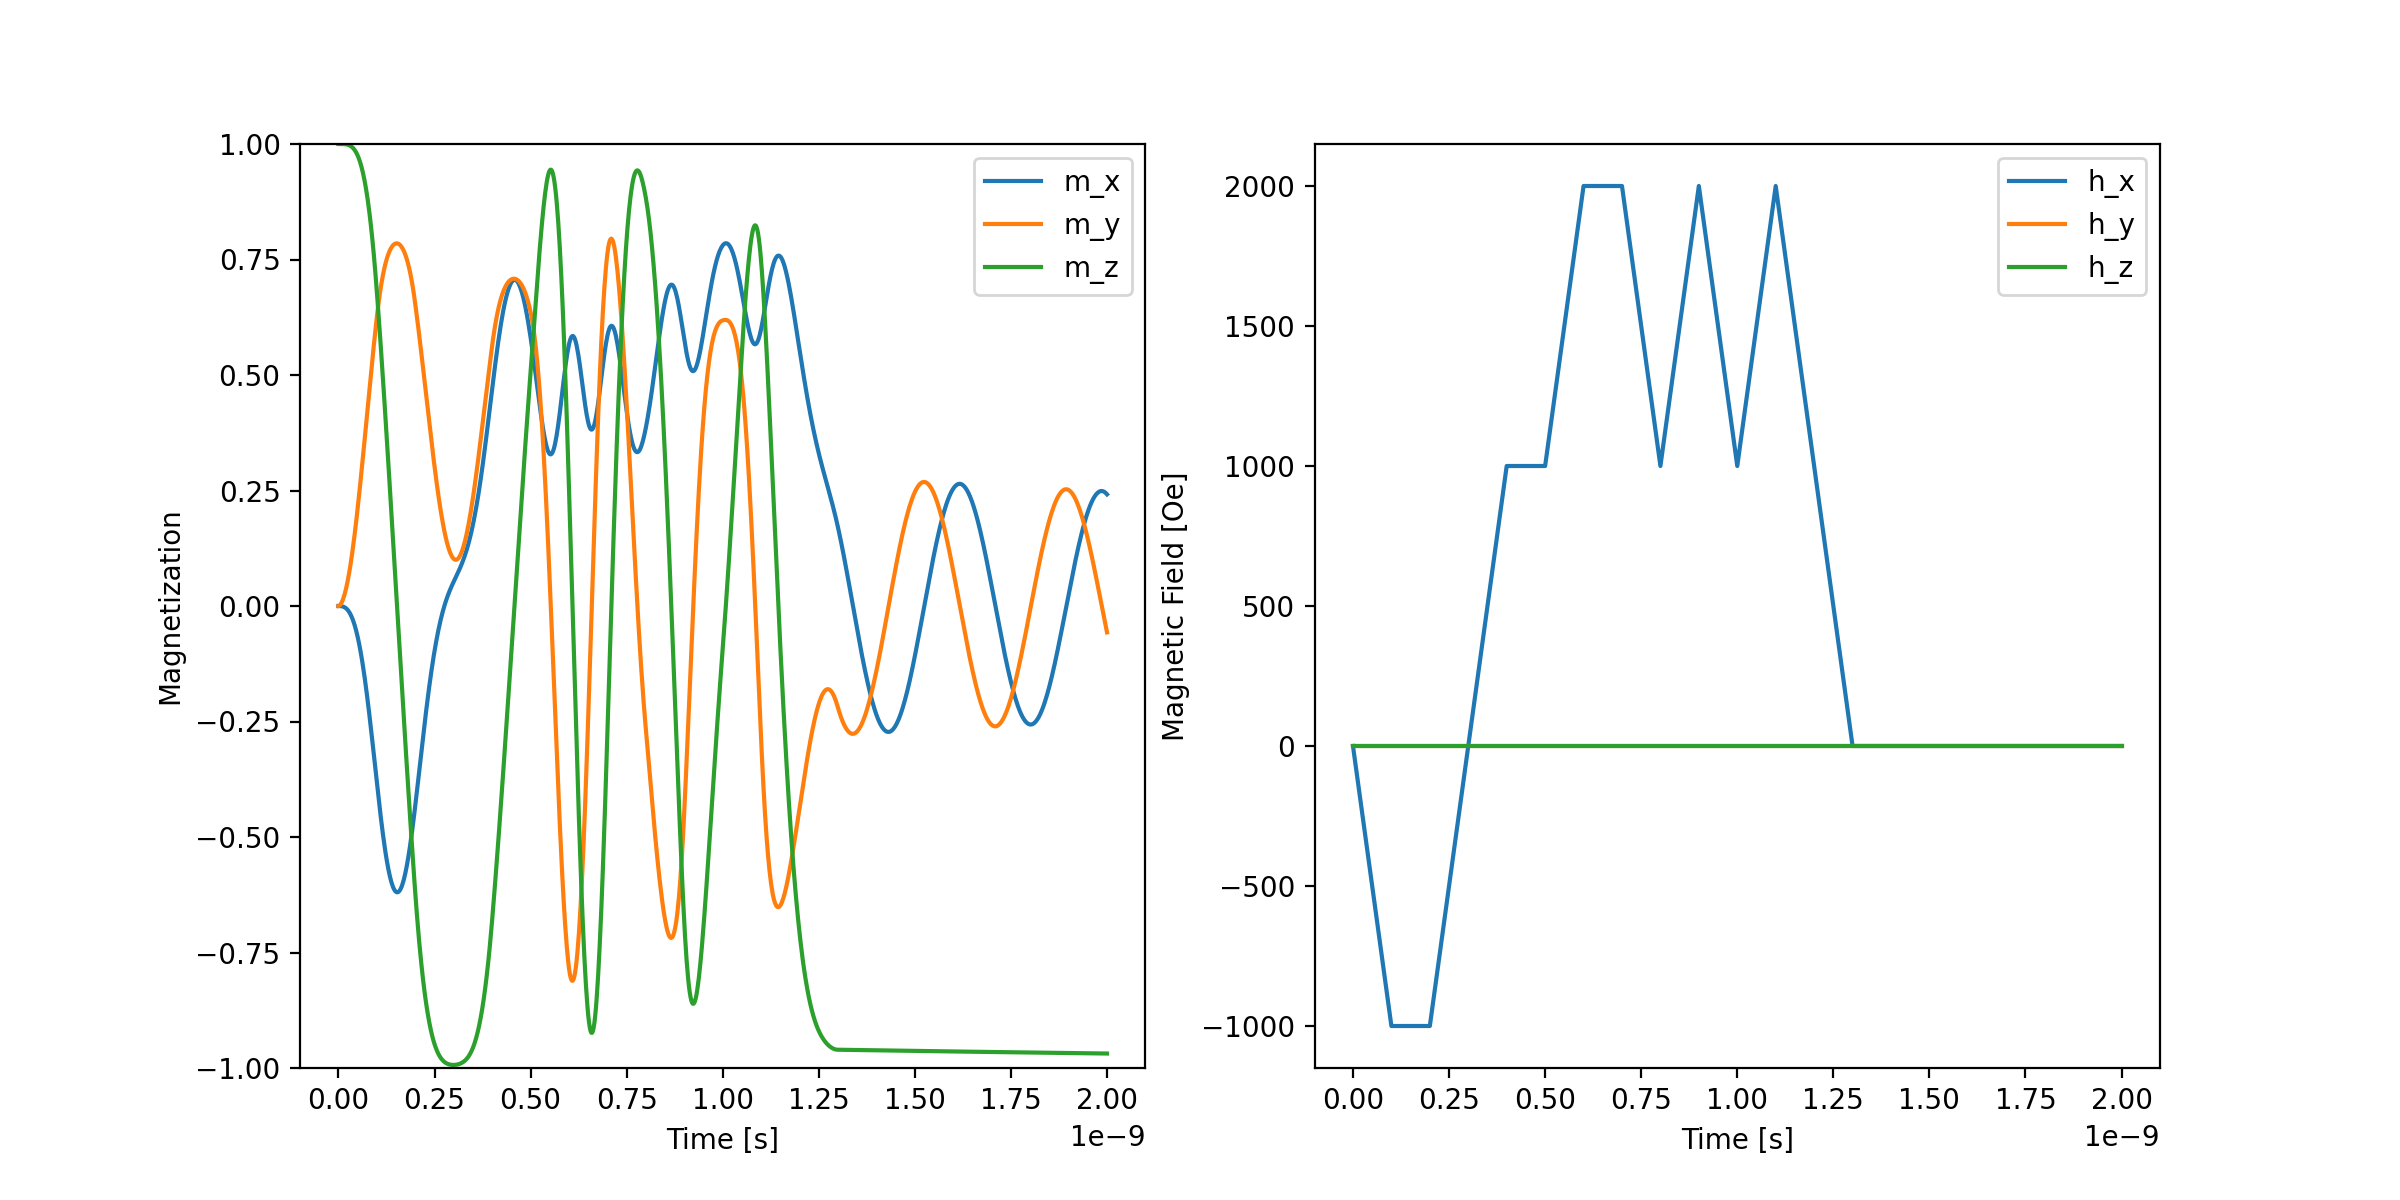 Magnetization
1.00
0.75
0.50
0.25
0.00
−0.25
−0.50
−0.75
−1.00
m_x
m_y
m_z
0.00 0.25 0.50 0.75 1.00 1.25 1.50 1.75 2.00
Time [s]
1e−9
Magnetic Field [Oe]
2000
1500
1000
500
0
−500
−1000
h_x
h_y
h_z
0.00 0.25 0.50 0.75 1.00 1.25 1.50 1.75 2.00
Time [s]
1e−9